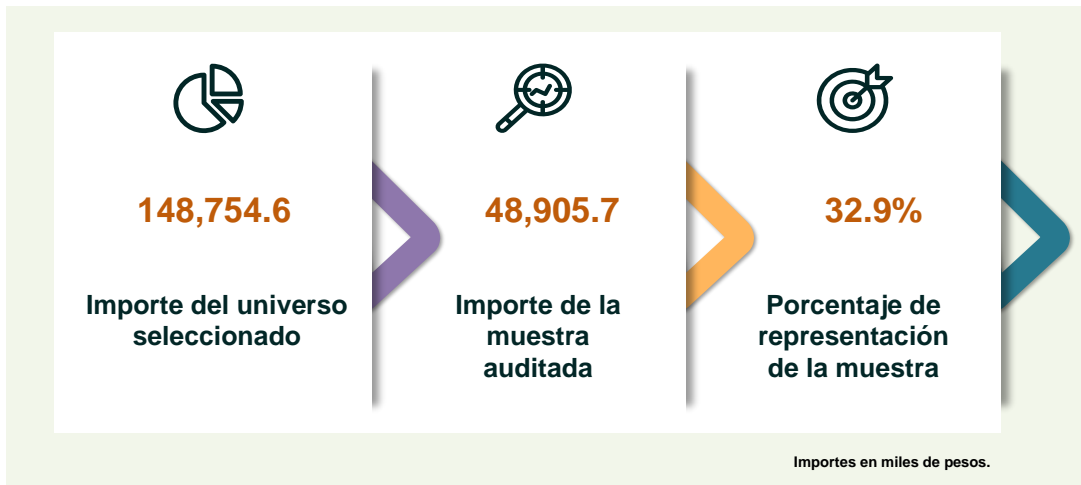 148,754.6
Importe del universo
seleccionado
48,905.7
Importe de la
muestra
auditada
32.9%
Porcentaje de
representación
de la muestra
Importes en miles de pesos.